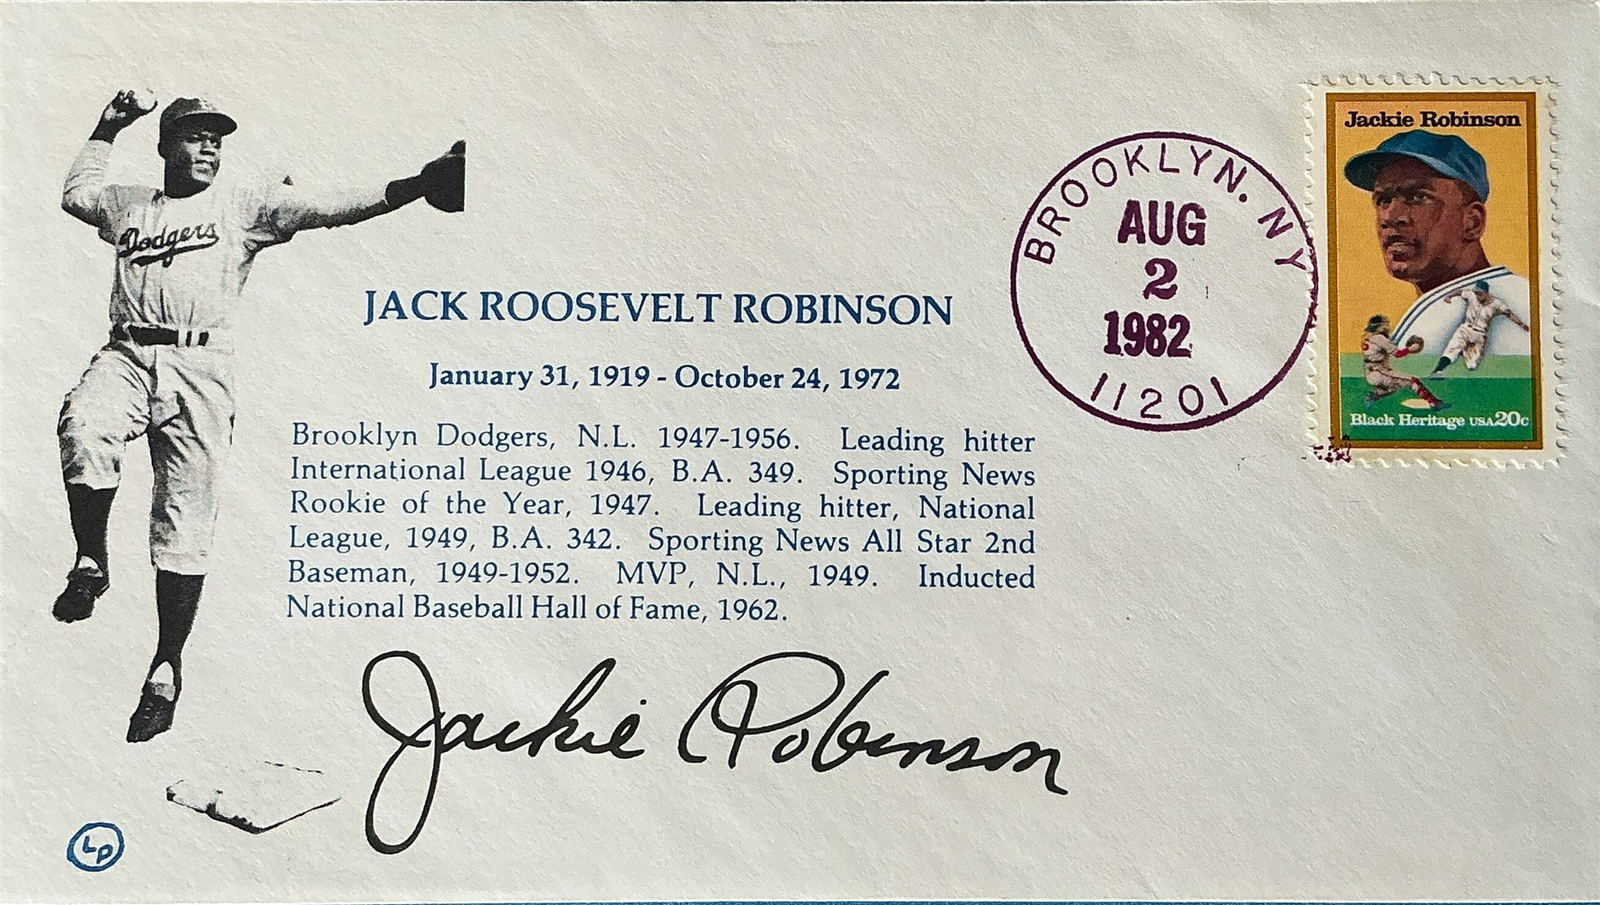 Dodgers
JACK ROOSEVELT ROBINSON
January 31, 1919 - October 24, 1972
Brooklyn Dodgers, N.L. 1947-1956. Leading hitter
International League 1946, B.A. 349. Sporting News
Rookie of the Year, 1947. Leading hitter, National
League, 1949, B.A. 342. Sporting News All Star 2nd
Baseman, 1949-1952. MVP, N.L., 1949. Inducted
National Baseball Hall of Fame, 1962.
Jackie Robinson
LP
BROOKLYN. NY
AUG
2
1982
11201
Jackie Robinson
Black Heritage USA20c